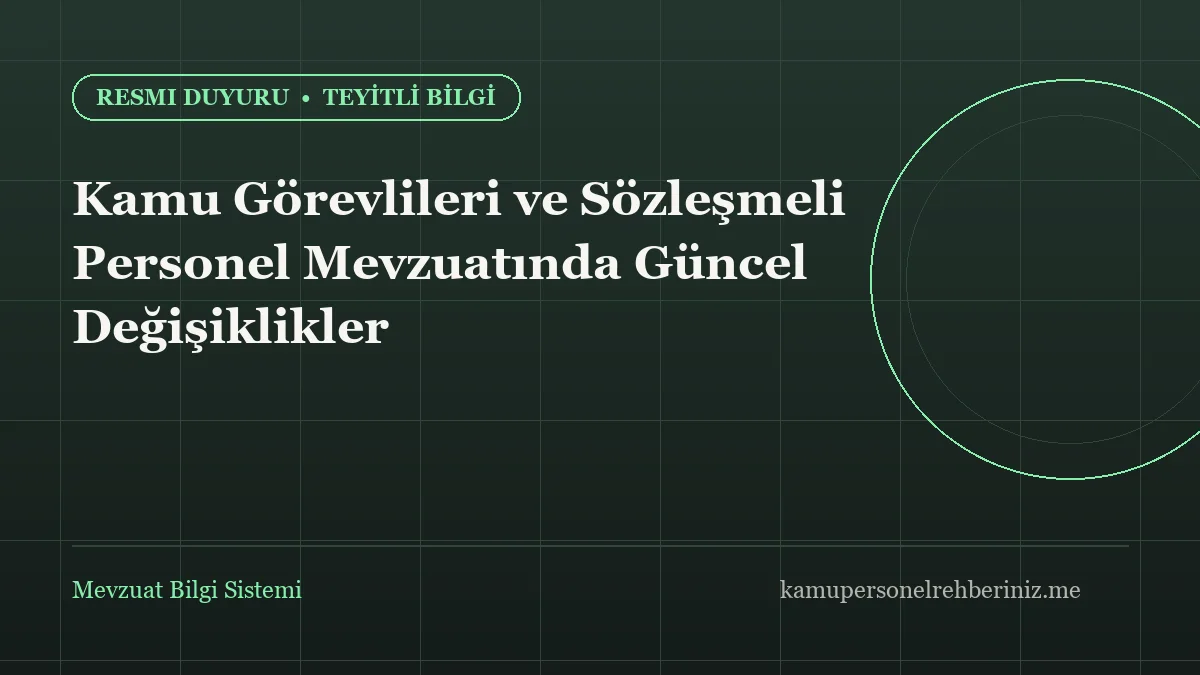 RESMI DUYURU • TEYİTLİ BİLGİ
Kamu Görevlileri ve Sözleşmeli
Personel Mevzuatında Güncel
Değişiklikler
Mevzuat Bilgi Sistemi
kamupersonelrehberiniz.me